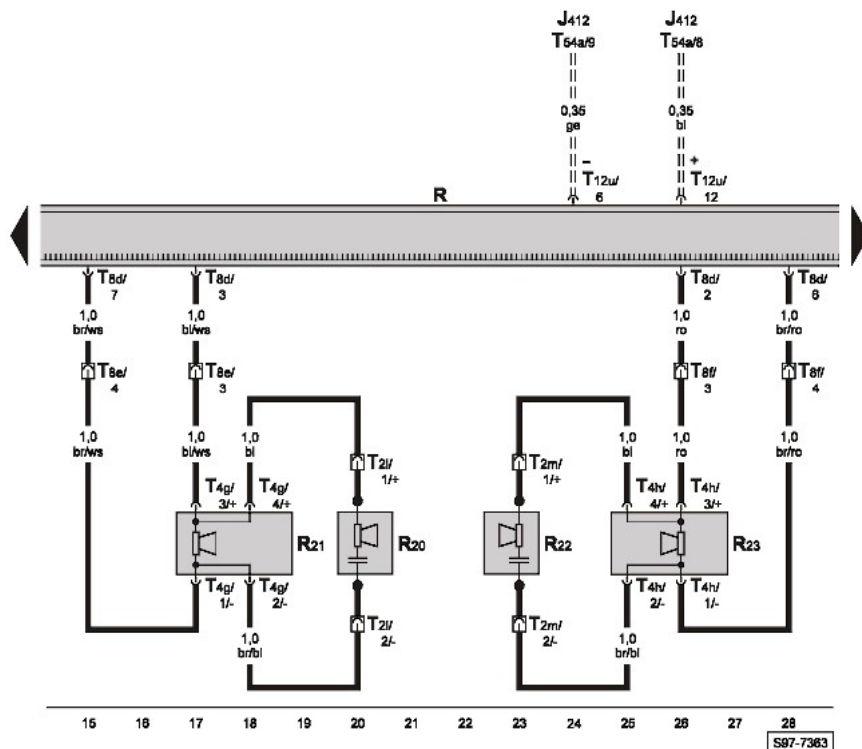 J412 J412
T54a/9 T54a/8
0,35 0,35
ge bl
– +
T12u/ T12u/
R 6 12
T8d/ T8d/ T8d/ T8d/
7 3 2 6
1,0 1,0 1,0 1,0
br/ws bl/ws ro br/ro
T8e/ T8e/ T8f/ T8f/
4 3 3 4
1,0 1,0 1,0 1,0 1,0 1,0
br/ws bl/ws bl bl ro br/ro
T2l/ T2m/
1/+ 1/+
T4g/ T4g/ T4h/ T4h/
3/+ 4/+ 4/+ 3/+
R21 R20 R22 R23
T4g/ T4g/ T4h/ T4h/
1/- 2/- 2/- 1/-
T2l/ T2m/
2/- 2/-
1,0 1,0
br/bl br/bl
15 16 17 18 19 20 21 22 23 24 25 26 27 28
S97-7363